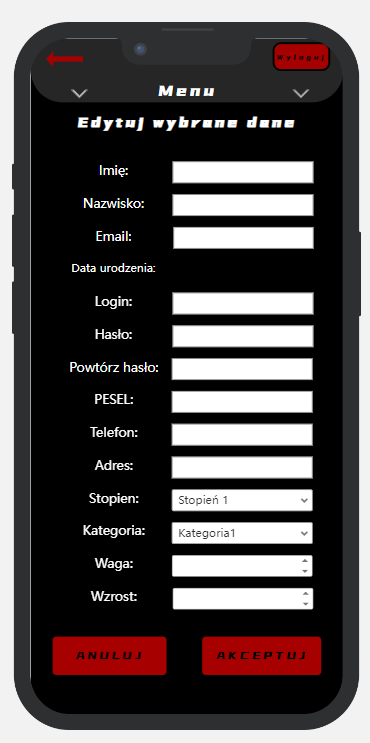 Wyloguj
Menu
Edytuj wybrane dane
Imię:
Nazwisko:
Email:
Data urodzenia:
Login:
Hasło:
Powtórz hasło:
PESEL:
Telefon:
Adres:
Stopien: Stopień 1
Kategoria: Kategoria1
Waga:
Wzrost:
ANULUJ AKCEPTUJ